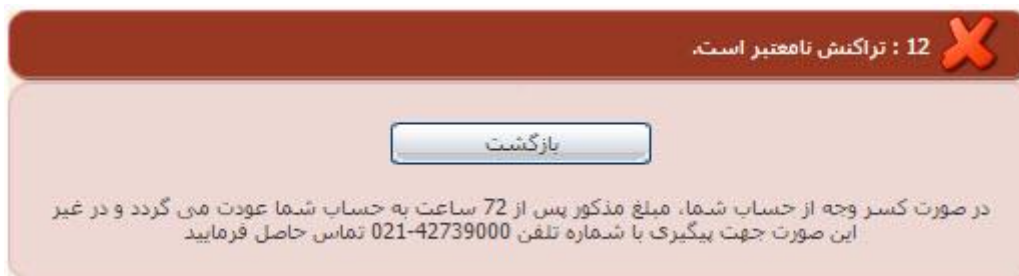 12 : تراکنش نامعتبر است.
بازگشت
در صورت کسر وجه از حساب شما، مبلغ مذکور پس از 72 ساعت به حساب شما عودت می گردد و در غیر
این صورت جهت پیگیری با شماره تلفن 42739000-021 تماس حاصل فرمایید